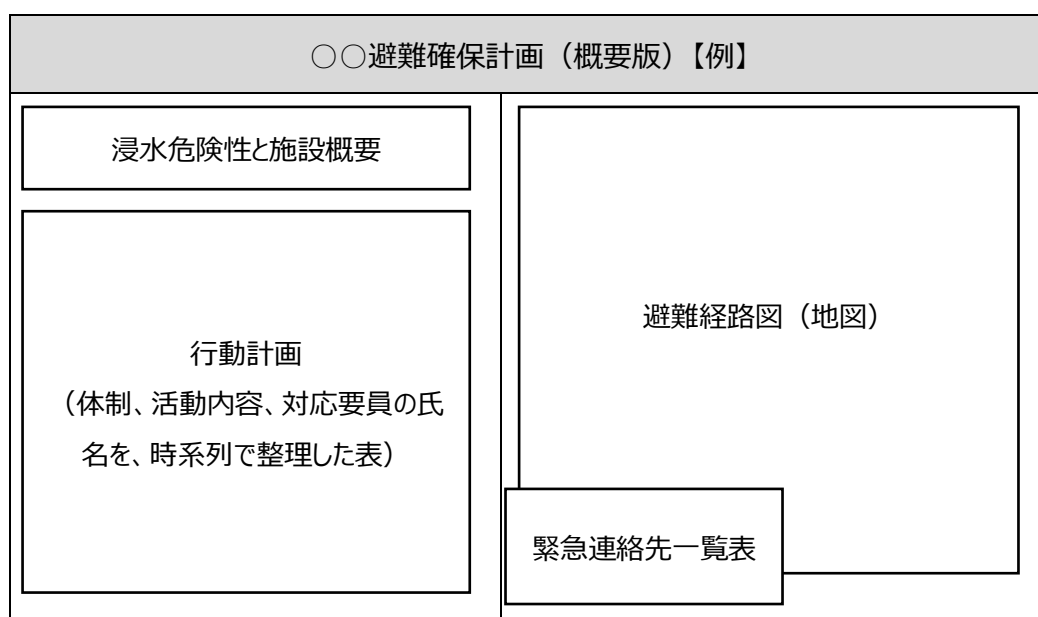 ○○避難確保計画（概要版）【例】
浸水危険性と施設概要
行動計画
（体制、活動内容、対応要員の氏
名を、時系列で整理した表）
避難経路図（地図）
緊急連絡先一覧表